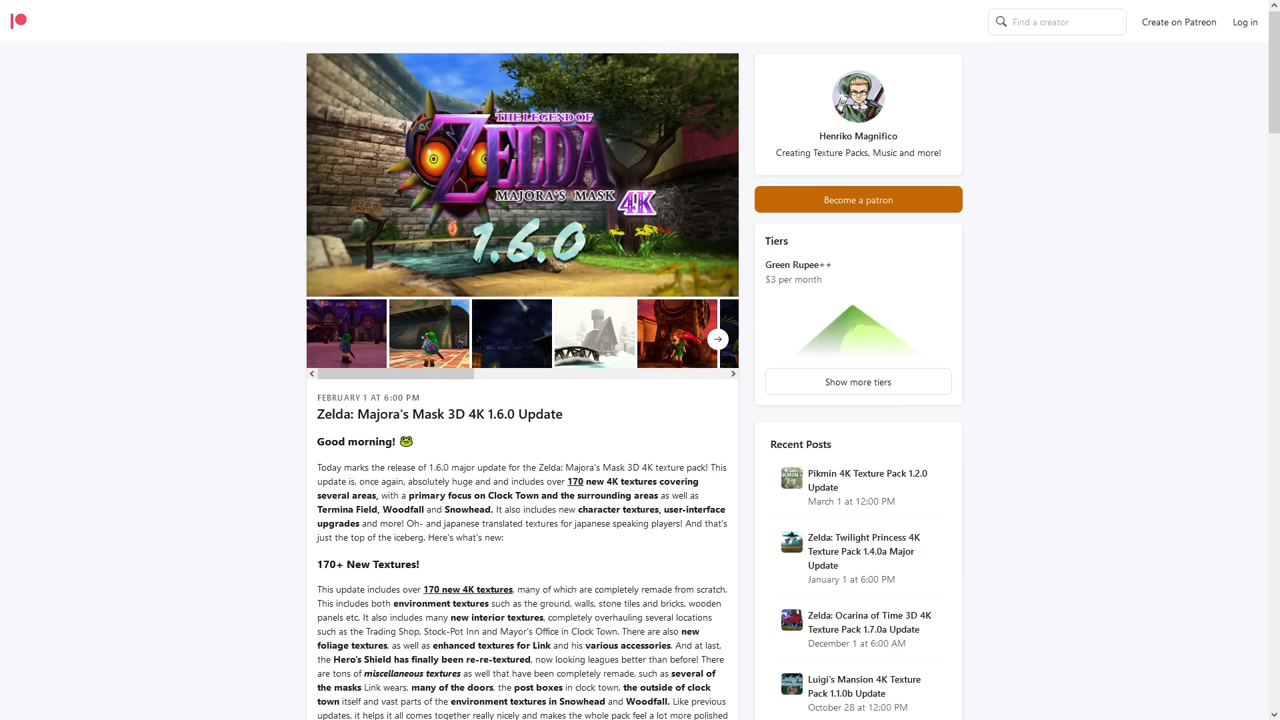 Find a creator
Create on Patreon
Log in
THE LEGEND OF
ZELDA
MAJORA'S MASK 4K
1.6.0
FEBRUARY 1 AT 6:00 PM
Zelda: Majora's Mask 3D 4K 1.6.0 Update
Good morning! 🐸
Today marks the release of 1.6.0 major update for the Zelda: Majora's Mask 3D 4K texture pack! This
update is, once again, absolutely huge and and includes over 170 new 4K textures covering
several areas, with a primary focus on Clock Town and the surrounding areas as well as
Termina Field, Woodfall and Snowhead. It also includes new character textures, user-interface
upgrades and more! Oh- and japanese translated textures for japanese speaking players! And that's
just the top of the iceberg. Here's what's new:
170+ New Textures!
This update includes over 170 new 4K textures, many of which are completely remade from scratch.
This includes both environment textures such as the ground, walls, stone tiles and bricks, wooden
panels etc. It also includes many new interior textures, completely overhauling several locations
such as the Trading Shop, Stock-Pot Inn and Mayor's Office in Clock Town. There are also new
foliage textures, as well as enhanced textures for Link and his various accessories. And at last,
the Hero's Shield has finally been re-re-textured, now looking leagues better than before! There
are tons of miscellaneous textures as well that have been completely remade, such as several of
the masks Link wears, many of the doors, the post boxes in clock town, the outside of clock
town itself and vast parts of the environment textures in Snowhead and Woodfall. Like previous
updates, it helps it all comes together really nicely and makes the whole pack feel a lot more polished
Henriko Magnifico
Creating Texture Packs, Music and more!
Become a patron
Tiers
Green Rupee++
$3 per month
Show more tiers
Recent Posts
Pikmin 4K Texture Pack 1.2.0
Update
March 1 at 12:00 PM
Zelda: Twilight Princess 4K
Texture Pack 1.4.0a Major
Update
January 1 at 6:00 PM
Zelda: Ocarina of Time 3D 4K
Texture Pack 1.7.0a Update
December 1 at 6:00 AM
Luigi's Mansion 4K Texture
Pack 1.1.0b Update
October 28 at 12:00 PM